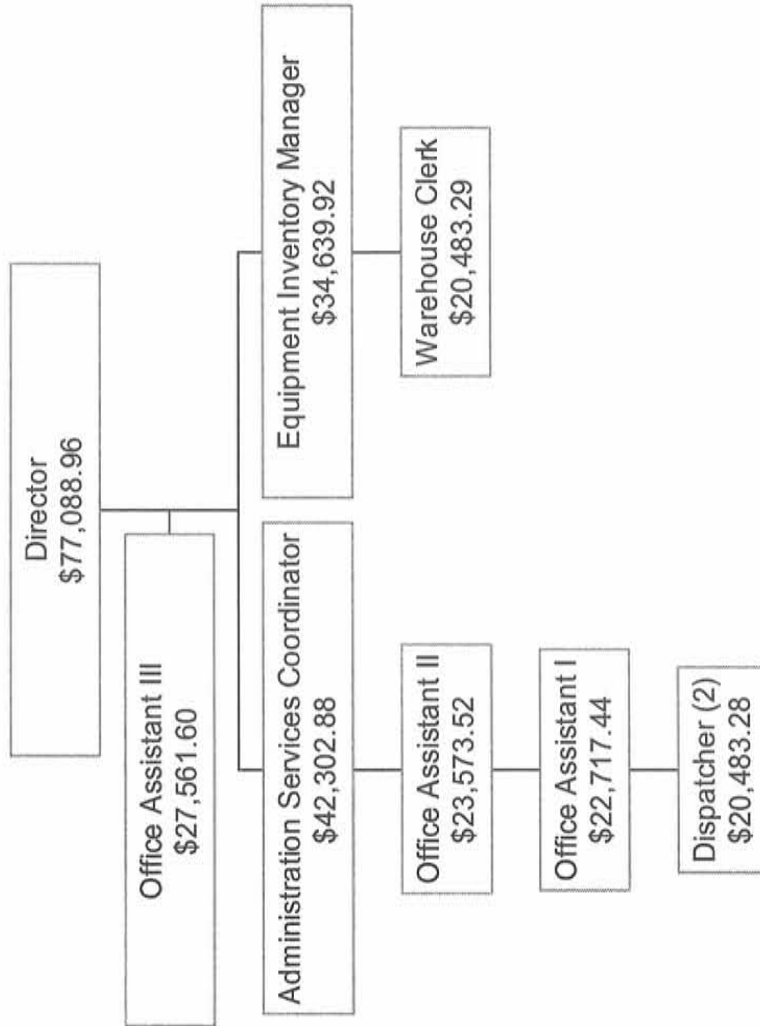 Director
$77,088.96
Office Assistant III
$27,561.60
Administration Services Coordinator
$42,302.88
Equipment Inventory Manager
$34,639.92
Office Assistant II
$23,573.52
Warehouse Clerk
$20,483.29
Office Assistant I
$22,717.44
Dispatcher (2)
$20,483.28